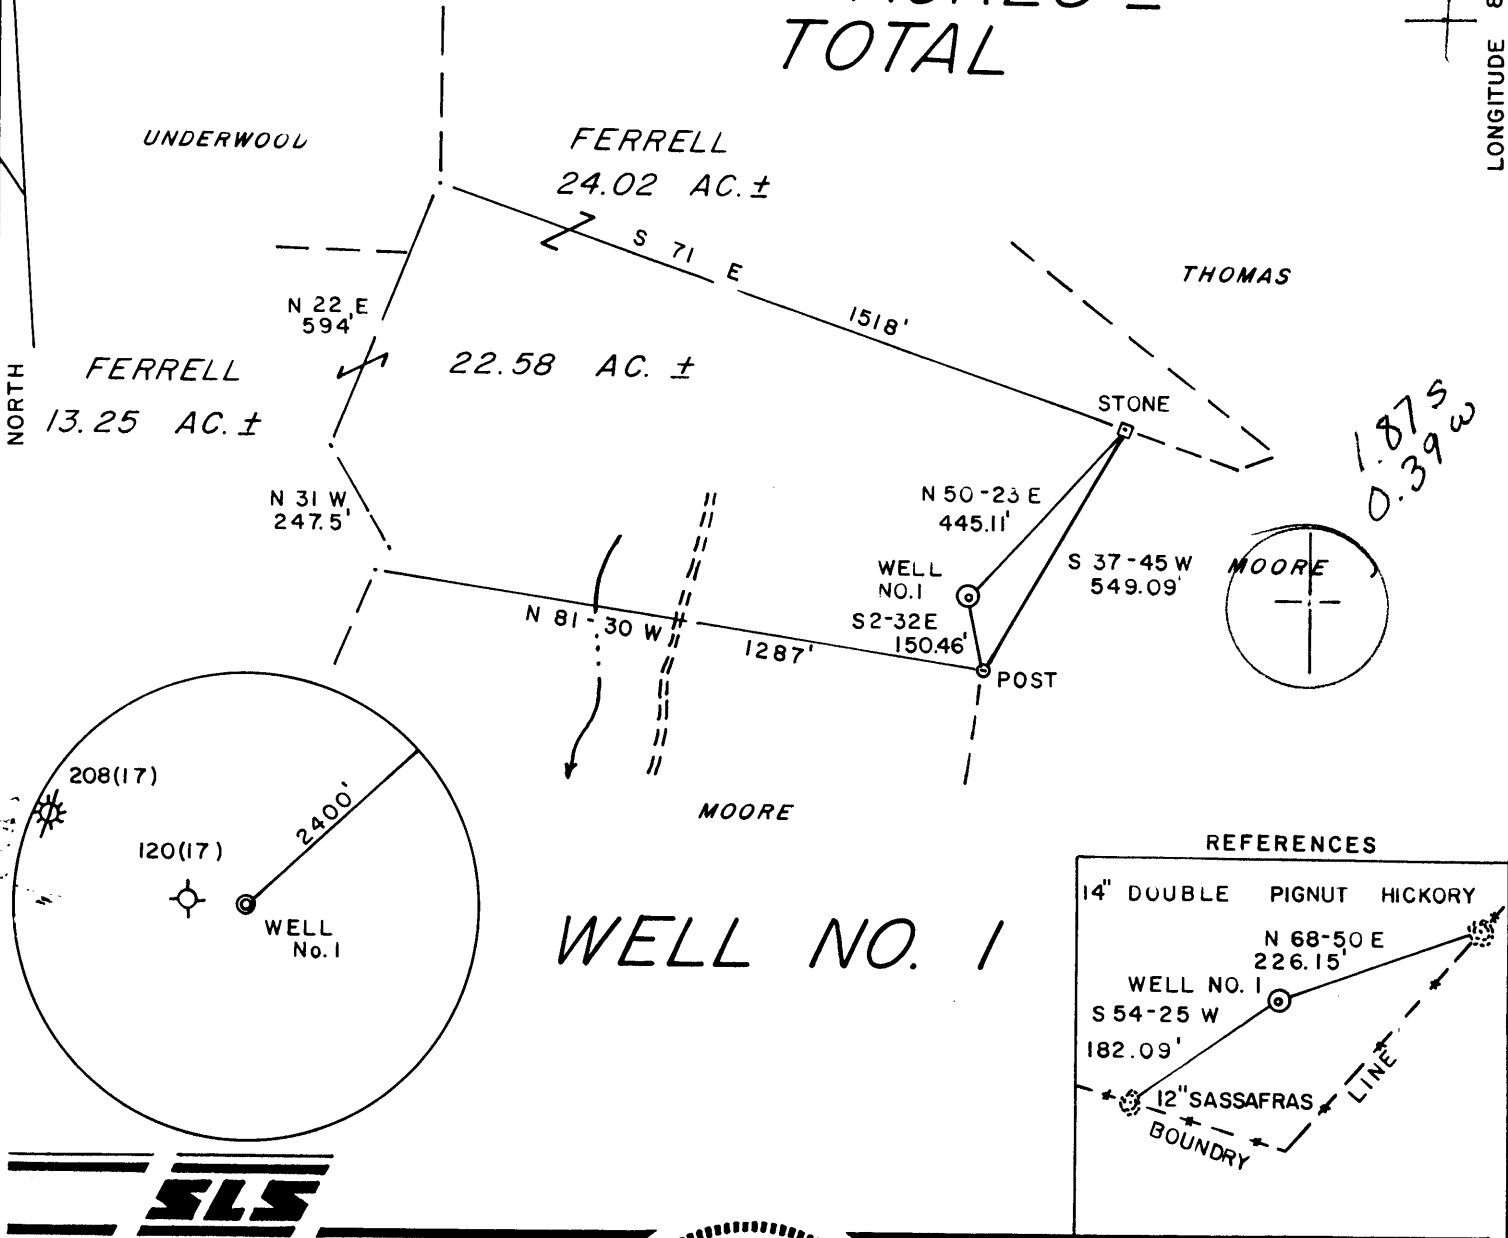 TOTAL
LONGITUDE 8
UNDERWOOD
FERRELL
24.02 AC. ±
S 71 E
1518'
THOMAS
N 22 E
594'
FERRELL
13.25 AC. ±
22.58 AC. ±
NORTH
STONE
1.87 S
0.39 W
N 31 W
247.5'
N 50-23 E
445.11'
WELL
NO. 1
S 37-45 W
549.09'
MOORE
S 2-32 E
150.46'
N 81-30 W
1287'
POST
208(17)
2400'
120(17)
WELL
No. 1
MOORE
WELL NO. 1
REFERENCES
14" DOUBLE PIGNUT HICKORY
N 68-50 E
226.15'
WELL NO. 1
S 54-25 W
182.09'
12" SASSAFRAS
BOUNDRY
LINE
SLS